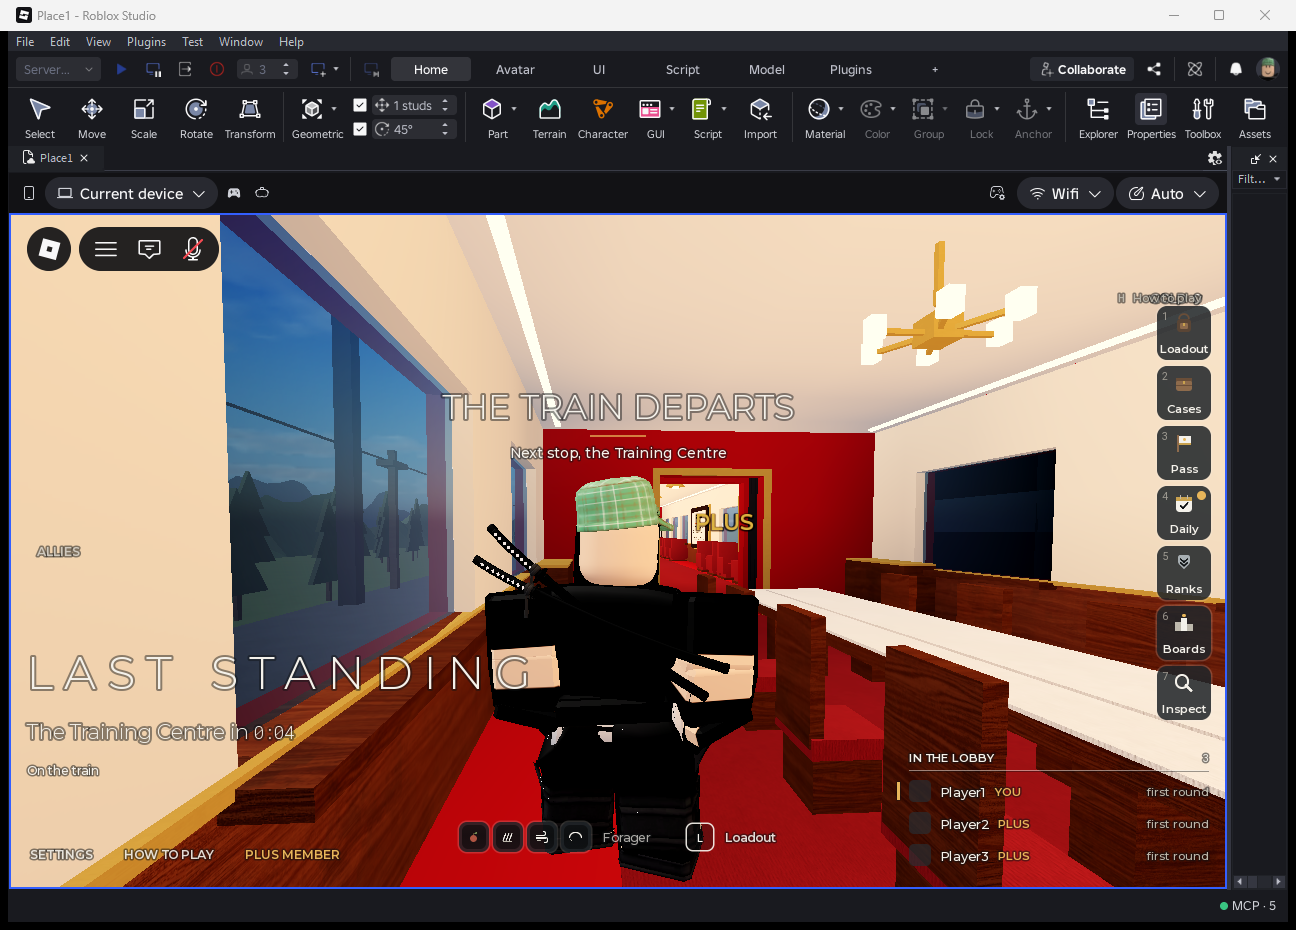 Place1 - Roblox Studio
File Edit View Plugins Test Window Help
Server... 3 Home Avatar UI Script Model Plugins + Collaborate
1 studs
45°
Select Move Scale Rotate Transform Geometric Part Terrain Character GUI Script Import Material Color Group Lock Anchor Explorer Properties Toolbox Assets
Place1
Filt...
Current device Wifi Auto
H How to play
1 Loadout
2 Cases
3 Pass
4 Daily
5 Ranks
6 Boards
7 Inspect
THE TRAIN DEPARTS
Next stop, the Training Centre
PLUS
ALLIES
LAST STANDING
The Training Centre in 0:04
On the train
SETTINGS HOW TO PLAY PLUS MEMBER
Forager L Loadout
IN THE LOBBY 3
Player1 YOU first round
Player2 PLUS first round
Player3 PLUS first round
MCP · 5